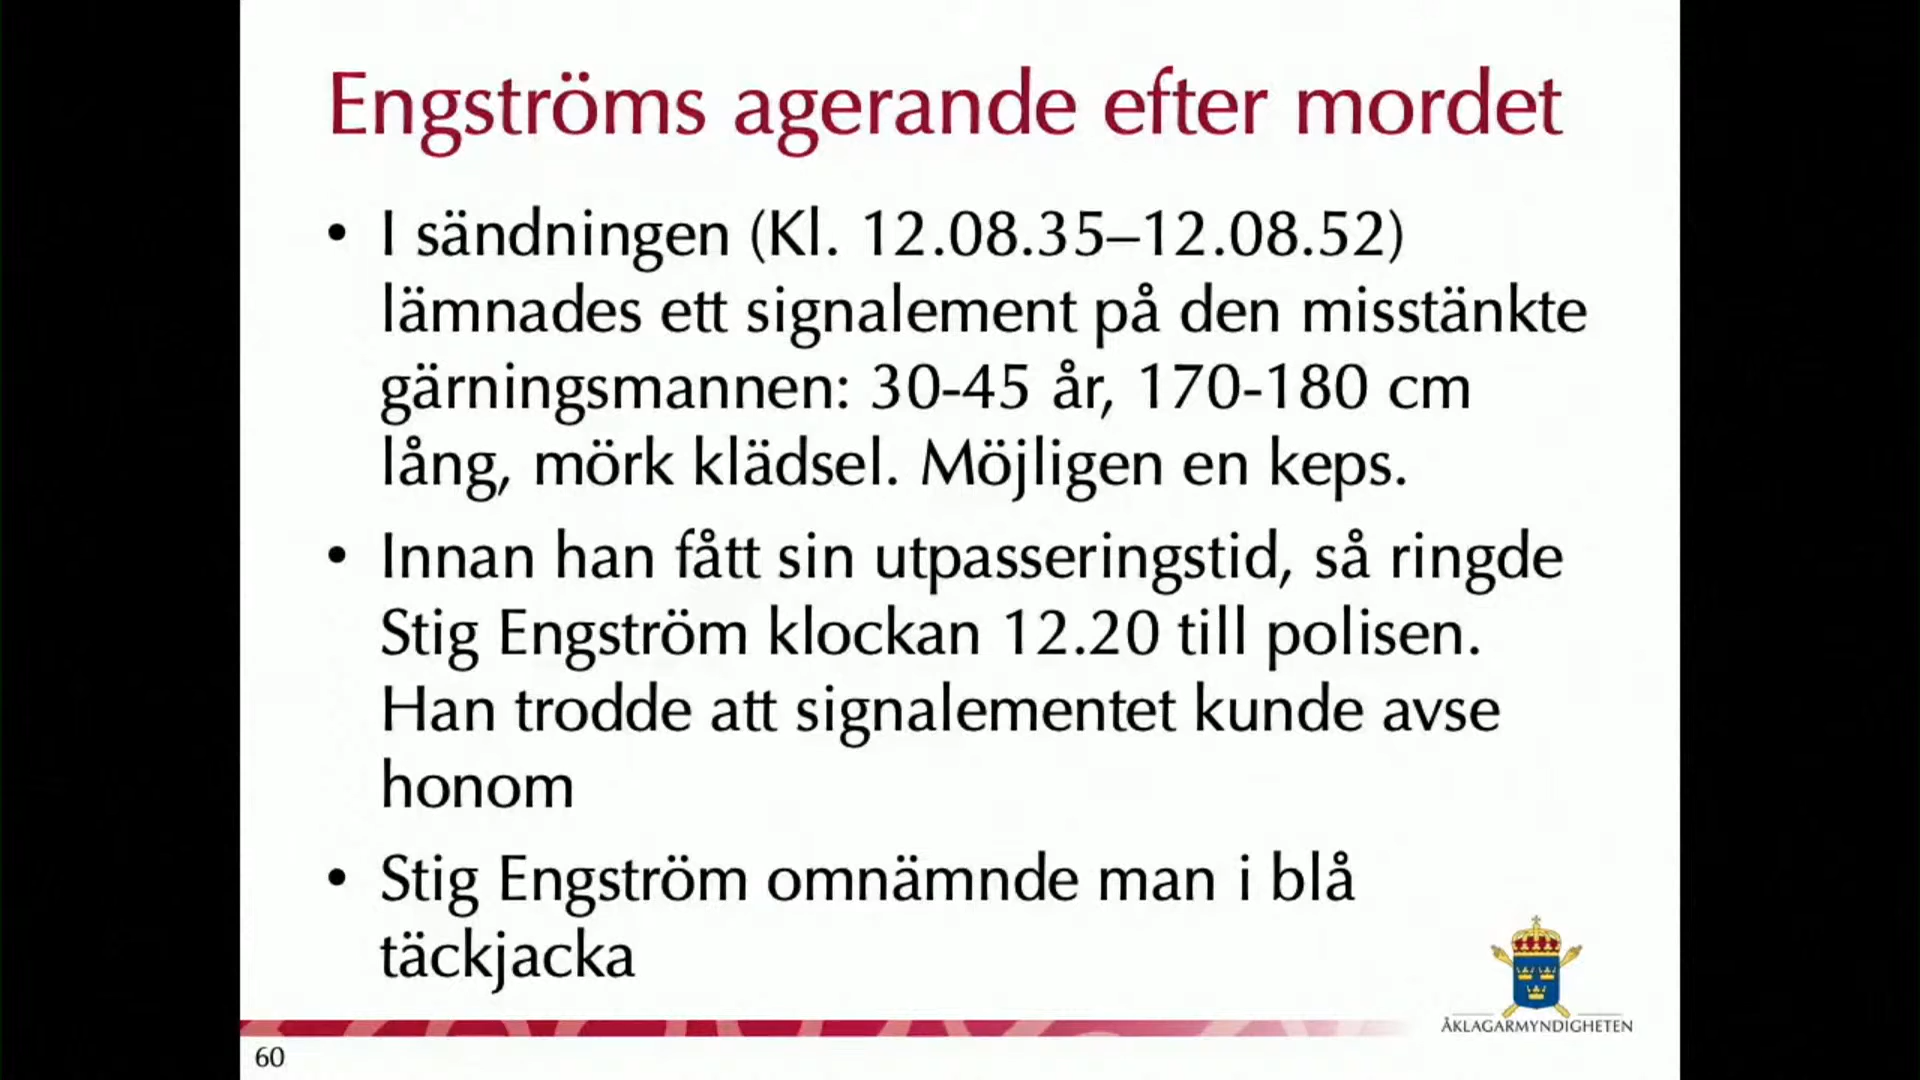 Engströms agerande efter mordet
• I sändningen (Kl. 12.08.35–12.08.52)
lämnades ett signalement på den misstänkte
gärningsmannen: 30-45 år, 170-180 cm
lång, mörk klädsel. Möjligen en keps.
• Innan han fått sin utpasseringstid, så ringde
Stig Engström klockan 12.20 till polisen.
Han trodde att signalementet kunde avse
honom
• Stig Engström omnämnde man i blå
täckjacka
ÅKLAGARMYNDIGHETEN
60